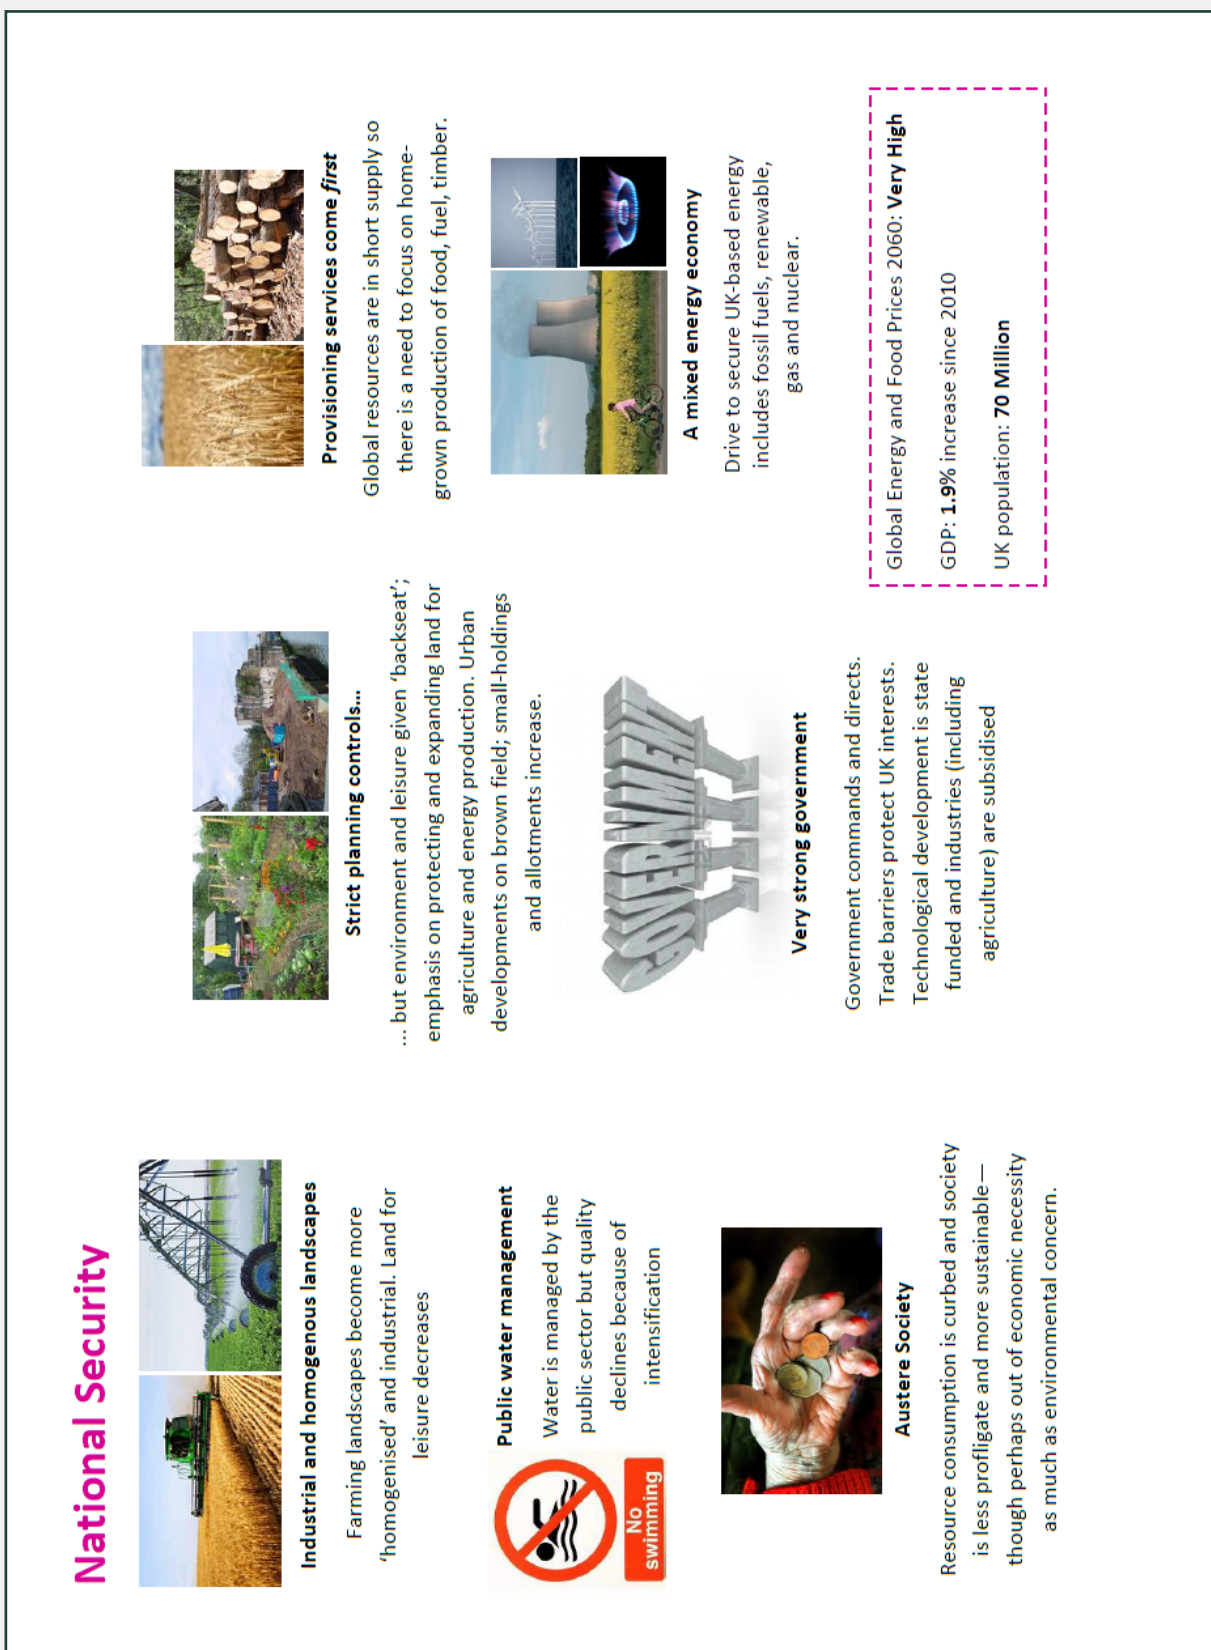 National Security
Industrial and homogenous landscapes
Farming landscapes become more
‘homogenised’ and industrial. Land for
leisure decreases
No
swimming
Public water management
Water is managed by the
public sector but quality
declines because of
intensification
Austere Society
Resource consumption is curbed and society
is less profligate and more sustainable—
though perhaps out of economic necessity
as much as environmental concern.
Strict planning controls...
... but environment and leisure given ‘backseat’;
emphasis on protecting and expanding land for
agriculture and energy production. Urban
developments on brown field; small-holdings
and allotments increase.
GOVERNMENT
Very strong government
Government commands and directs.
Trade barriers protect UK interests.
Technological development is state
funded and industries (including
agriculture) are subsidised
Provisioning services come first
Global resources are in short supply so
there is a need to focus on home-
grown production of food, fuel, timber.
A mixed energy economy
Drive to secure UK-based energy
includes fossil fuels, renewable,
gas and nuclear.
Global Energy and Food Prices 2060: Very High
GDP: 1.9% increase since 2010
UK population: 70 Million